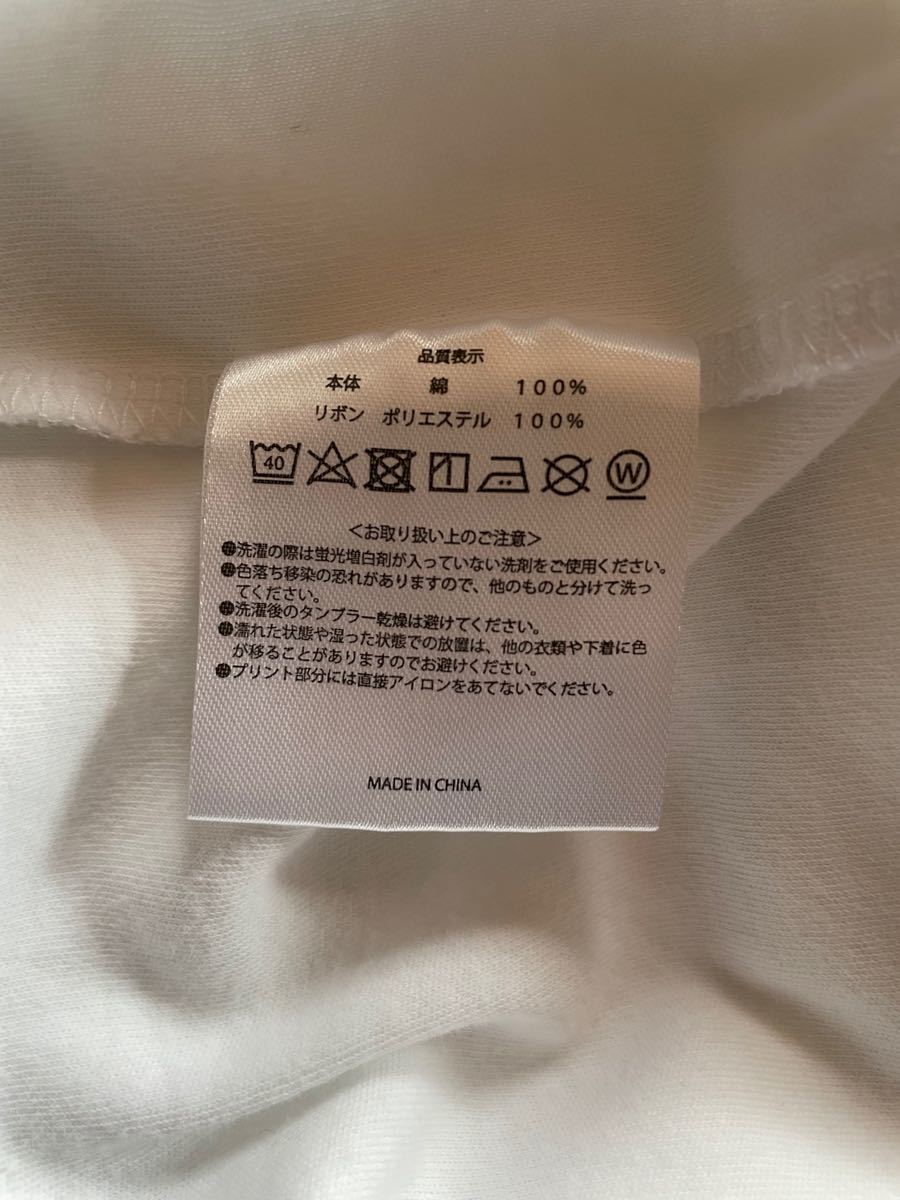 品質表示
本体 綿 100%
リボン ポリエステル 100%
40
W
＜お取り扱い上のご注意＞
●洗濯の際は蛍光増白剤が入っていない洗剤をご使用ください。
●色落ち移染の恐れがありますので、他のものと分けて洗っ
てください。
●洗濯後のタンブラー乾燥は避けてください。
●濡れた状態や湿った状態での放置は、他の衣類や下着に色
が移ることがありますのでお避けください。
●プリント部分には直接アイロンをあてないでください。
MADE IN CHINA